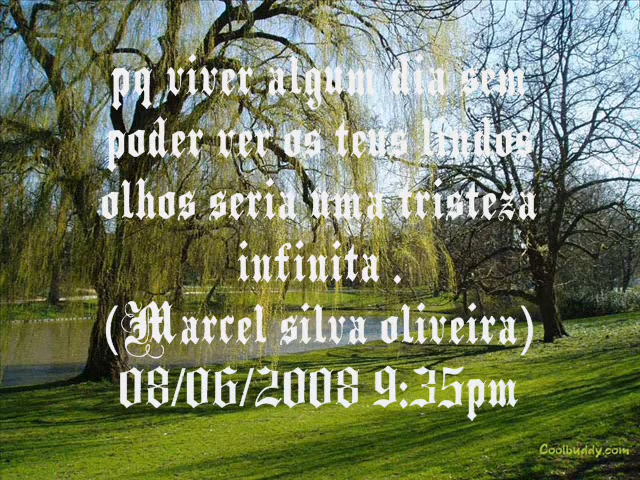 pq viver algum dia sem
poder ver os teus lindos
olhos seria uma tristeza
infinita .
(Marcel silva oliveira)
08/06/2008 9:35pm
Coolbuddy.com